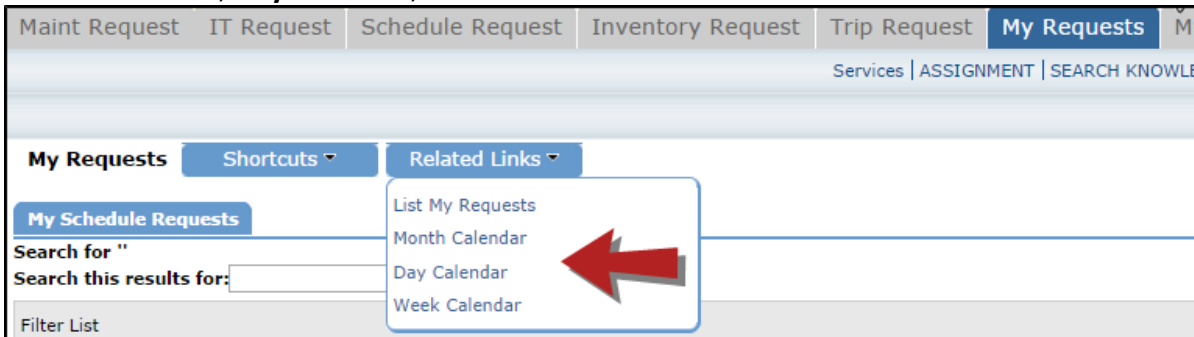 Maint Request IT Request Schedule Request Inventory Request Trip Request My Requests M
Services | ASSIGNMENT | SEARCH KNOWLE
My Requests Shortcuts Related Links
List My Requests
My Schedule Requests
Month Calendar
Search for ''
Day Calendar
Search this results for:
Week Calendar
Filter List